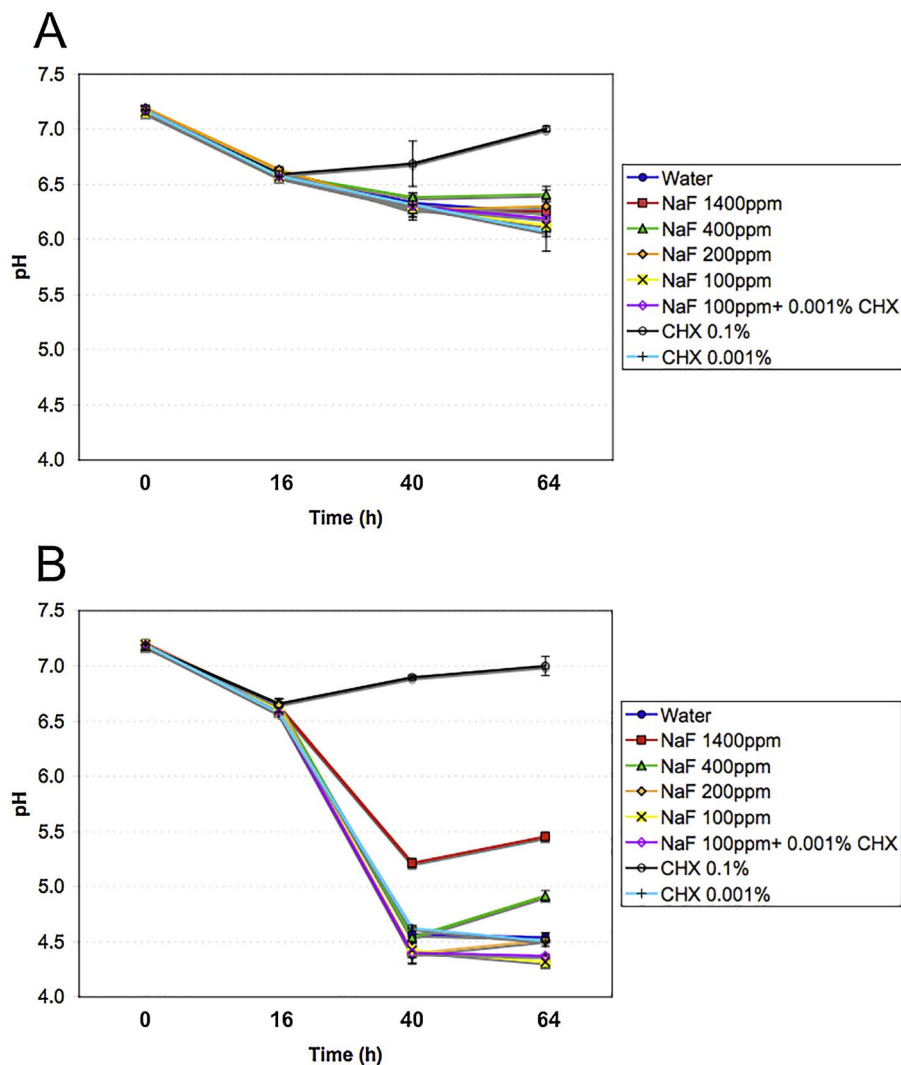 A
7.5
7.0
6.5
6.0
5.5
5.0
4.5
4.0
pH
0 16 40 64
Time (h)
Water
NaF 1400ppm
NaF 400ppm
NaF 200ppm
NaF 100ppm
NaF 100ppm+ 0.001% CHX
CHX 0.1%
CHX 0.001%
B
7.5
7.0
6.5
6.0
5.5
5.0
4.5
4.0
pH
0 16 40 64
Time (h)
Water
NaF 1400ppm
NaF 400ppm
NaF 200ppm
NaF 100ppm
NaF 100ppm+ 0.001% CHX
CHX 0.1%
CHX 0.001%